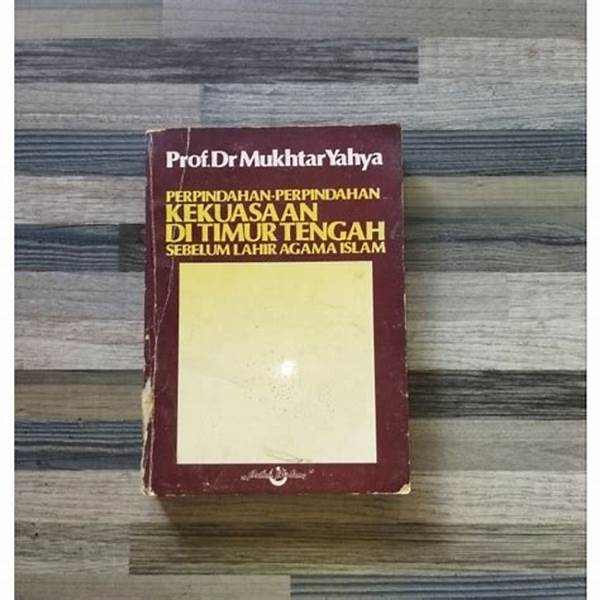 Prof.Dr Mukhtar Yahya
PERPINDAHAN-PERPINDAHAN
KEKUASAAN
DI TIMUR TENGAH
SEBELUM LAHIR AGAMA ISLAM